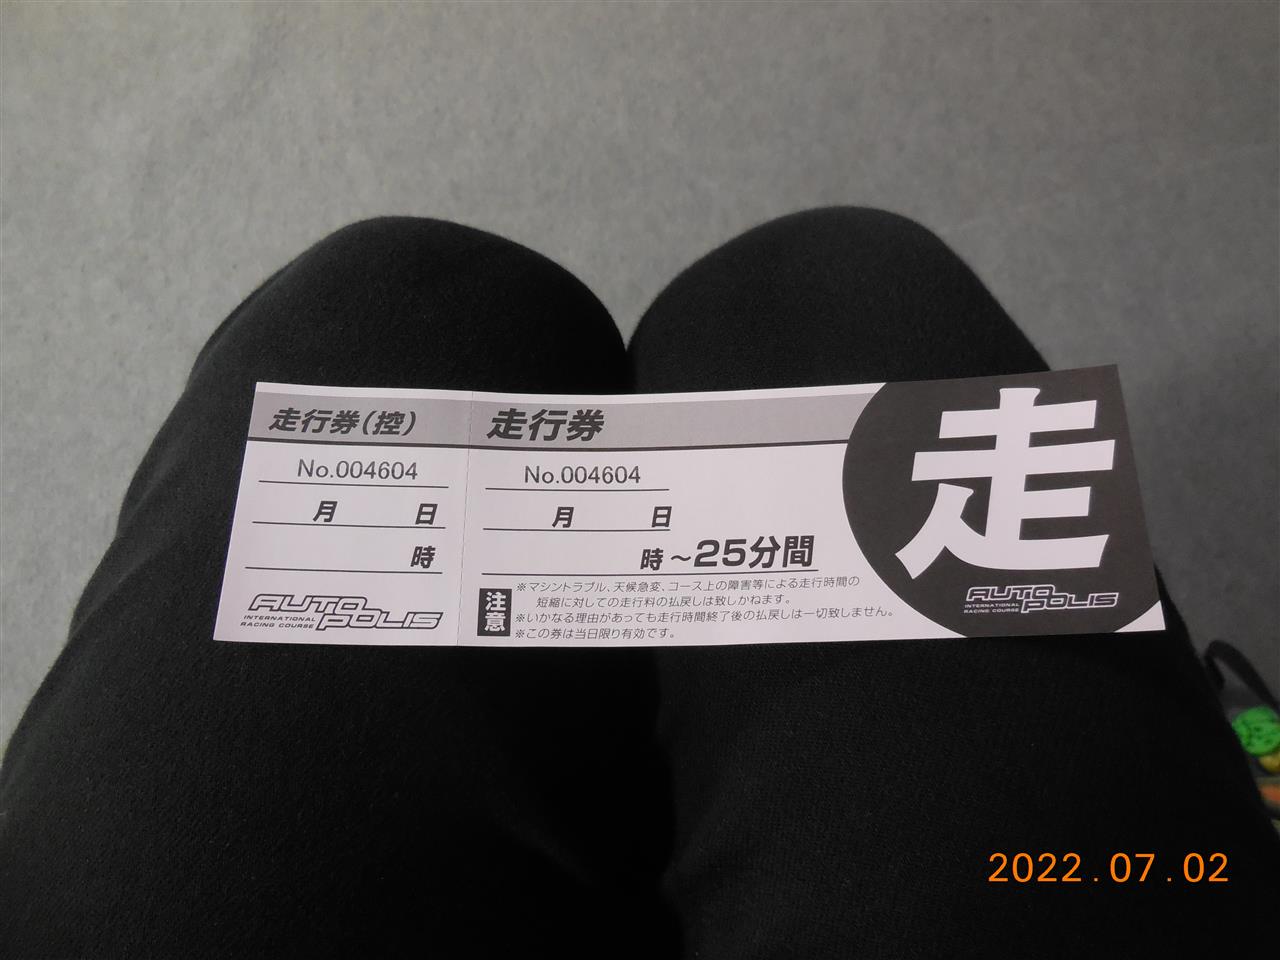 走行券(控)
No.004604
月 日
時
AUTOPOLIS
INTERNATIONAL
RACING COURSE
走行券
No.004604
月 日
時 ~25分間
注意
※マシントラブル、天候急変、コース上の障害等による走行時間の
短縮に対しての走行料の払戻しは致しかねます。
※いかなる理由があっても走行時間終了後の払戻しは一切致しません。
※この券は当日限り有効です。
走
AUTOPOLIS
INTERNATIONAL
RACING COURSE
2022.07.02